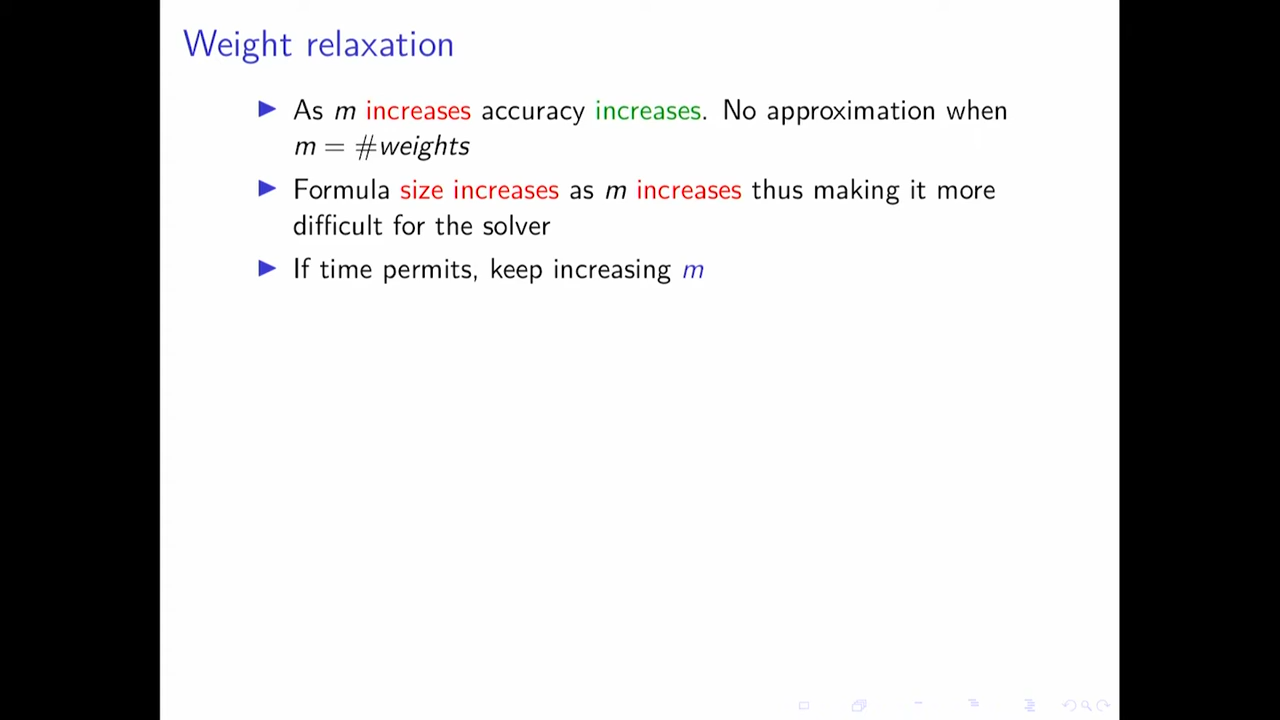 Weight relaxation
As m increases accuracy increases. No approximation when
m = #weights
Formula size increases as m increases thus making it more
difficult for the solver
If time permits, keep increasing m